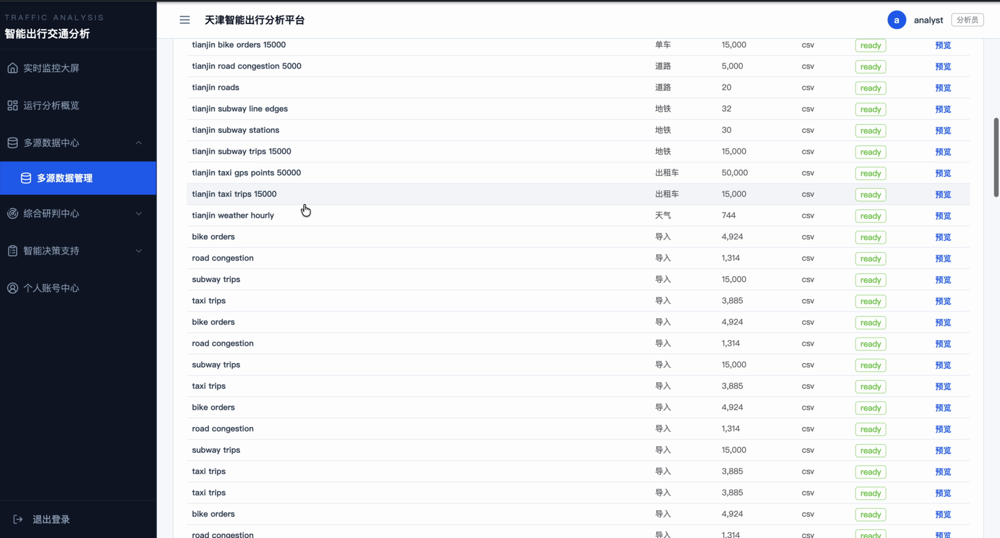 TRAFFIC ANALYSIS
智能出行交通分析
天津智能出行分析平台
a analyst 分析员
实时监控大屏
运行分析概览
多源数据中心
多源数据管理
综合研判中心
智能决策支持
个人账号中心
退出登录
tianjin bike orders 15000 单车 15,000 csv ready 预览
tianjin road congestion 5000 道路 5,000 csv ready 预览
tianjin roads 道路 20 csv ready 预览
tianjin subway line edges 地铁 32 csv ready 预览
tianjin subway stations 地铁 30 csv ready 预览
tianjin subway trips 15000 地铁 15,000 csv ready 预览
tianjin taxi gps points 50000 出租车 50,000 csv ready 预览
tianjin taxi trips 15000 出租车 15,000 csv ready 预览
tianjin weather hourly 天气 744 csv ready 预览
bike orders 导入 4,924 csv ready 预览
road congestion 导入 1,314 csv ready 预览
subway trips 导入 15,000 csv ready 预览
taxi trips 导入 3,885 csv ready 预览
bike orders 导入 4,924 csv ready 预览
road congestion 导入 1,314 csv ready 预览
subway trips 导入 15,000 csv ready 预览
taxi trips 导入 3,885 csv ready 预览
bike orders 导入 4,924 csv ready 预览
road congestion 导入 1,314 csv ready 预览
subway trips 导入 15,000 csv ready 预览
taxi trips 导入 3,885 csv ready 预览
taxi trips 导入 3,885 csv ready 预览
bike orders 导入 4,924 csv ready 预览
road congestion 导入 1,314 csv ready 预览